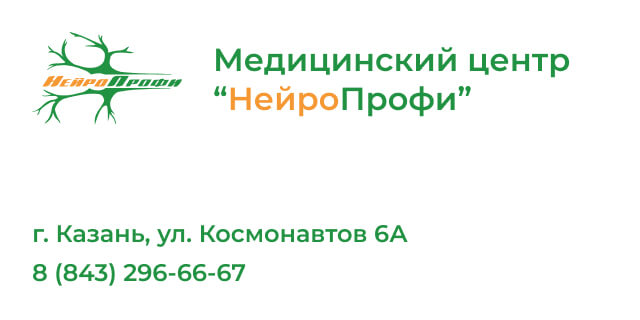 НейроПрофи
Медицинский центр
“НейроПрофи”
г. Казань, ул. Космонавтов 6А
8 (843) 296-66-67